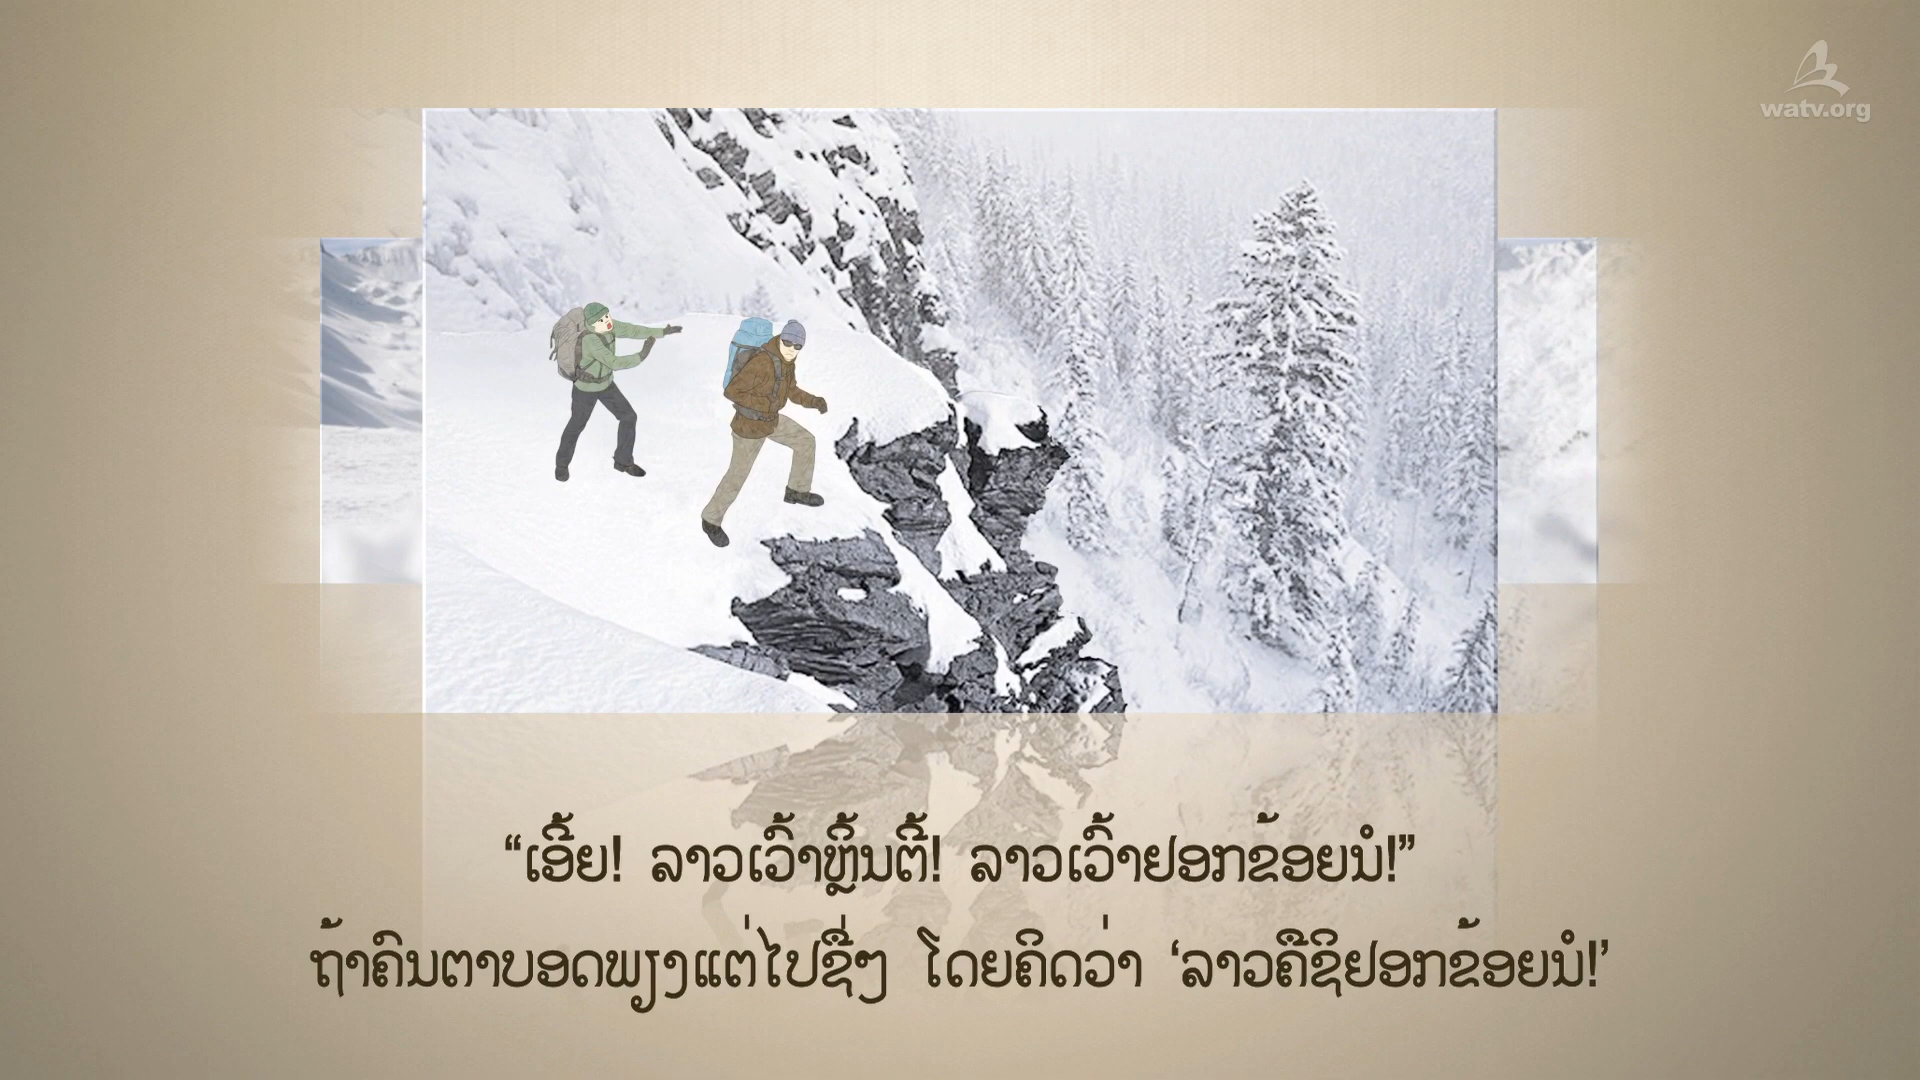 watv.org
“ເອີ້ຍ! ລາວເວົ້າຫຼິ້ນຕີ້! ລາວເວົ້າຢອກຂ້ອຍນໍ!”
ຖ້າຄົນຕາບອດພຽງແຕ່ໄປຊື່ໆ ໂດຍຄິດວ່າ ‘ລາວຄືຊິຢອກຂ້ອຍນໍ!’